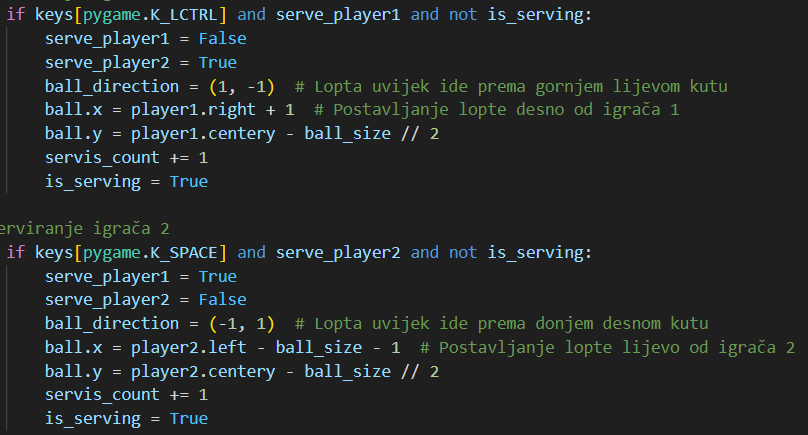 if keys[pygame.K_LCTRL] and serve_player1 and not is_serving:
    serve_player1 = False
    serve_player2 = True
    ball_direction = (1, -1)  # Lopta uvijek ide prema gornjem lijevom kutu
    ball.x = player1.right + 1  # Postavljanje lopte desno od igrača 1
    ball.y = player1.centery - ball_size // 2
    servis_count += 1
    is_serving = True
erviranje igrača 2
if keys[pygame.K_SPACE] and serve_player2 and not is_serving:
    serve_player1 = True
    serve_player2 = False
    ball_direction = (-1, 1)  # Lopta uvijek ide prema donjem desnom kutu
    ball.x = player2.left - ball_size - 1  # Postavljanje lopte lijevo od igrača 2
    ball.y = player2.centery - ball_size // 2
    servis_count += 1
    is_serving = True